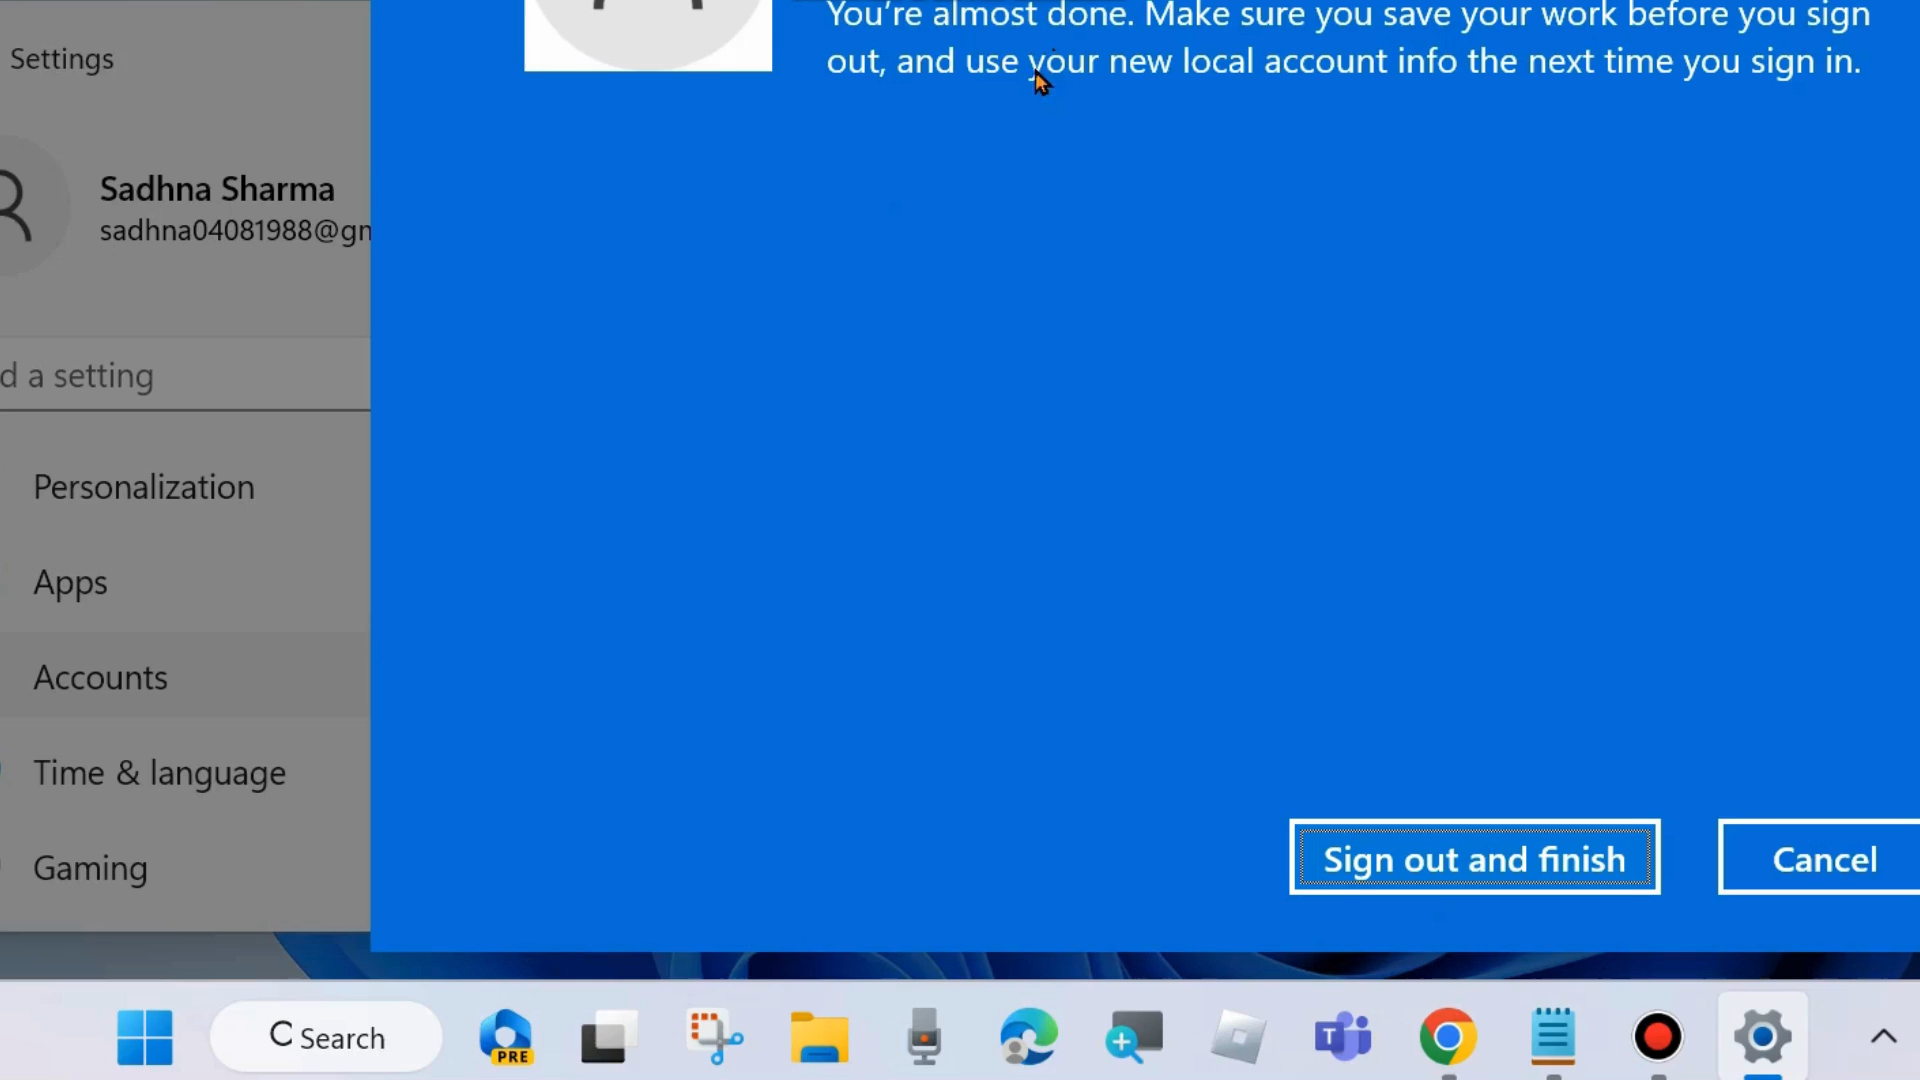 You're almost done. Make sure you save your work before you sign
out, and use your new local account info the next time you sign in.
Settings
Sadhna Sharma
sadhna04081988@gm
d a setting
Personalization
Apps
Accounts
Time & language
Gaming
Sign out and finish
Cancel
Search
PRE
T